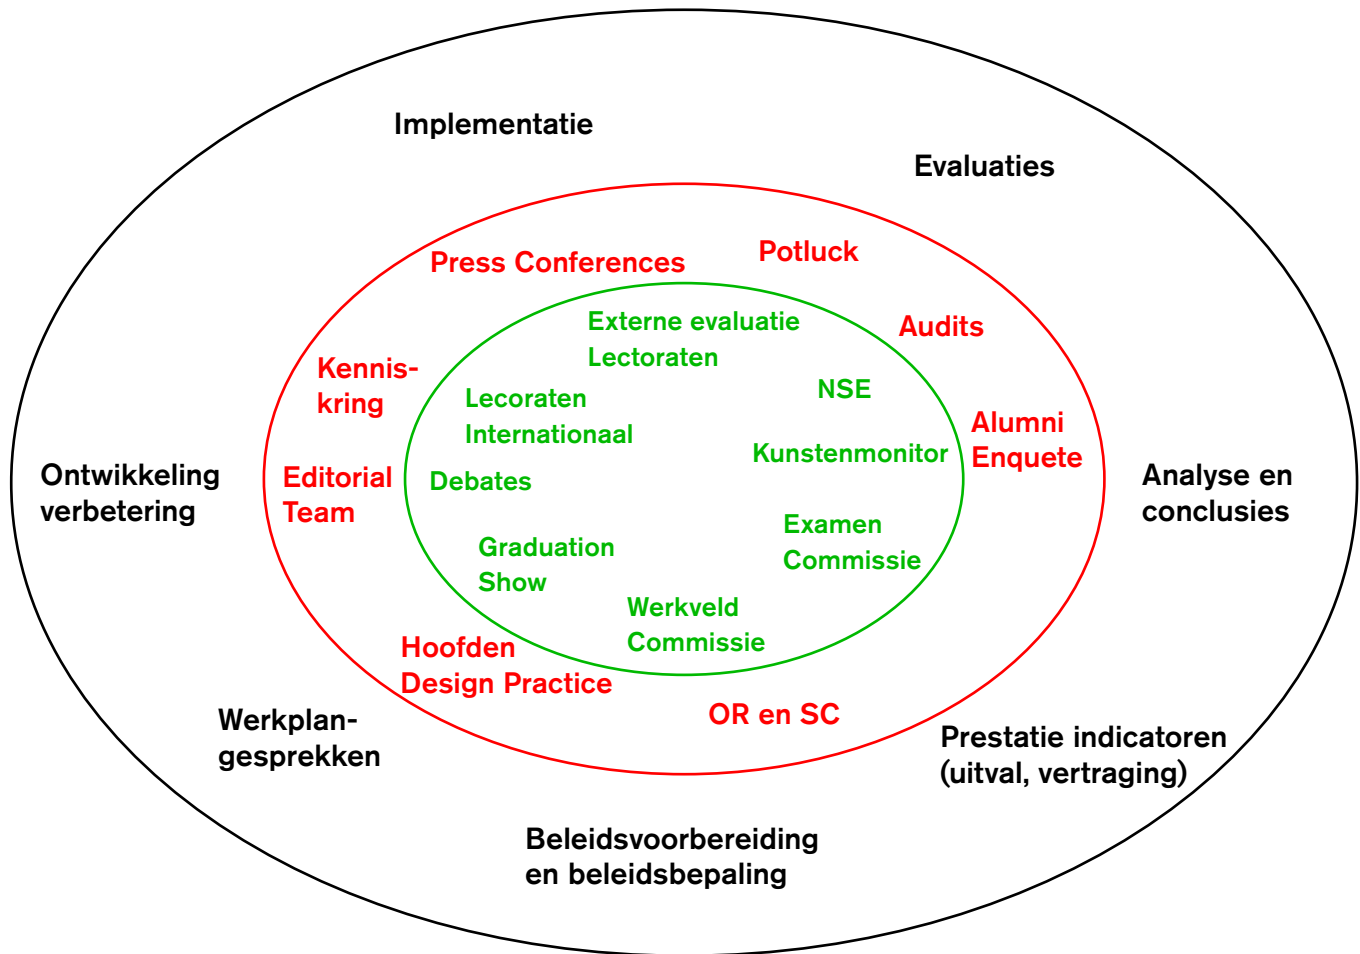 Implementatie
Evaluaties
Press Conferences
Potluck
Externe evaluatie
Lectoraten
Audits
Kennis-
kring
NSE
Lecoraten
Internationaal
Alumni
Enquete
Kunstenmonitor
Ontwikkeling
verbetering
Editorial
Team
Debates
Analyse en
conclusies
Examen
Commissie
Graduation
Show
Werkveld
Commissie
Hoofden
Design Practice
OR en SC
Werkplan-
gesprekken
Prestatie indicatoren
(uitval, vertraging)
Beleidsvoorbereiding
en beleidsbepaling